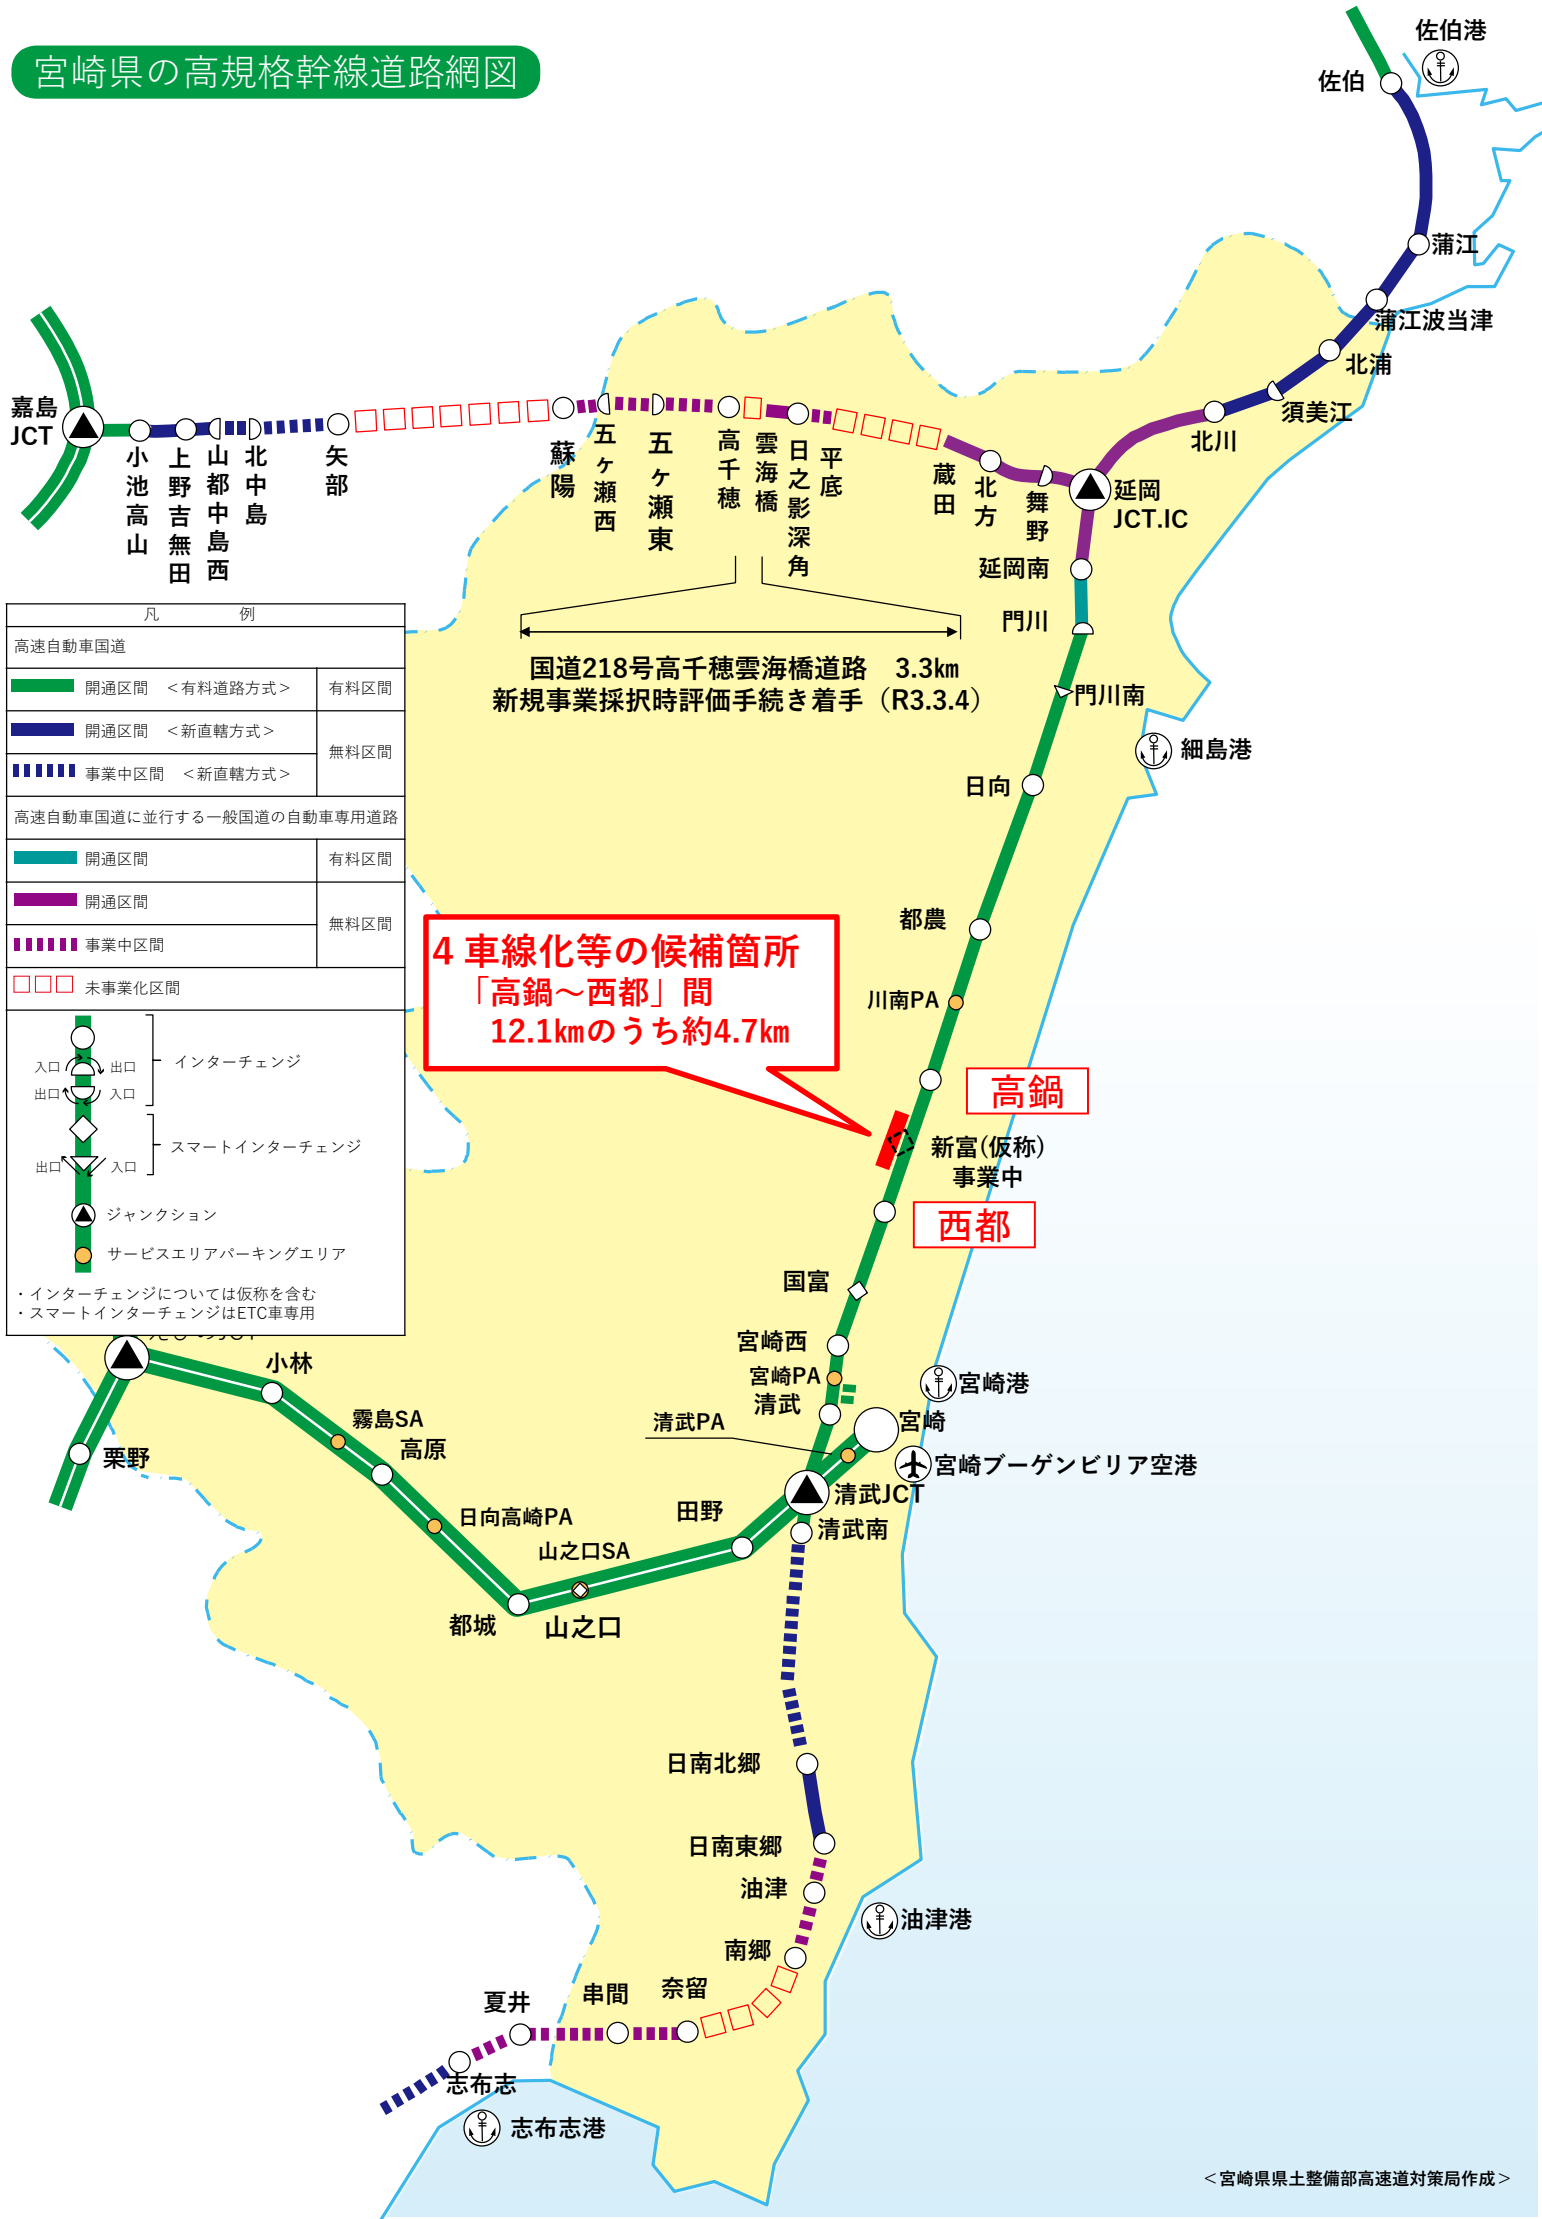 宮崎県の高規格幹線道路網図
佐伯港
佐伯
蒲江
蒲江波当津
北浦
須美江
北川
嘉島
JCT
小池高山
上野吉無田
山都中島西
北中島
矢部
蘇陽
五ヶ瀬西
五ヶ瀬東
高千穂
雲海橋
日之影深角
平底
蔵田
北方
舞野
延岡
JCT.IC
延岡南
門川
国道218号高千穂雲海橋道路　3.3km
新規事業採択時評価手続き着手（R3.3.4）
門川南
細島港
日向
凡　例
高速自動車国道
開通区間　＜有料道路方式＞　有料区間
開通区間　＜新直轄方式＞
無料区間
事業中区間　＜新直轄方式＞
高速自動車国道に並行する一般国道の自動車専用道路
開通区間　有料区間
開通区間
無料区間
事業中区間
未事業化区間
入口　出口
インターチェンジ
出口　入口
スマートインターチェンジ
出口　入口
ジャンクション
サービスエリアパーキングエリア
・インターチェンジについては仮称を含む
・スマートインターチェンジはETC車専用
都農
4 車線化等の候補箇所
「高鍋～西都」間
12.1kmのうち約4.7km
川南PA
高鍋
新富(仮称)
事業中
西都
国富
宮崎西
宮崎PA
清武
清武PA
宮崎
宮崎港
宮崎ブーゲンビリア空港
清武JCT
清武南
小林
霧島SA
高原
栗野
日向高崎PA
田野
山之口SA
都城
山之口
日南北郷
日南東郷
油津
油津港
南郷
奈留
串間
夏井
志布志
志布志港
＜宮崎県県土整備部高速道対策局作成＞